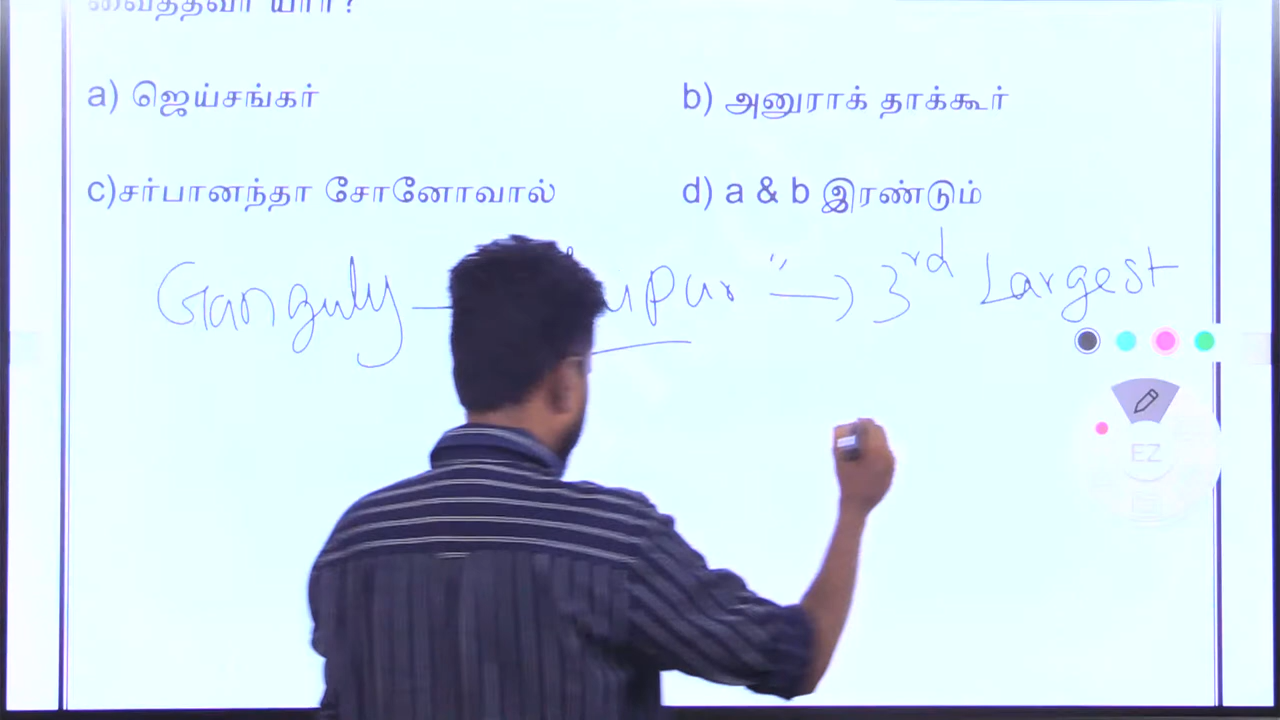 வைத்தவர் யார்?
a) ஜெய்சங்கர் b) அனுராக் தாக்கூர்
c)சர்பானந்தா சோனோவால் d) a & b இரண்டும்
Ganguly — " → 3rd Largest
EZ